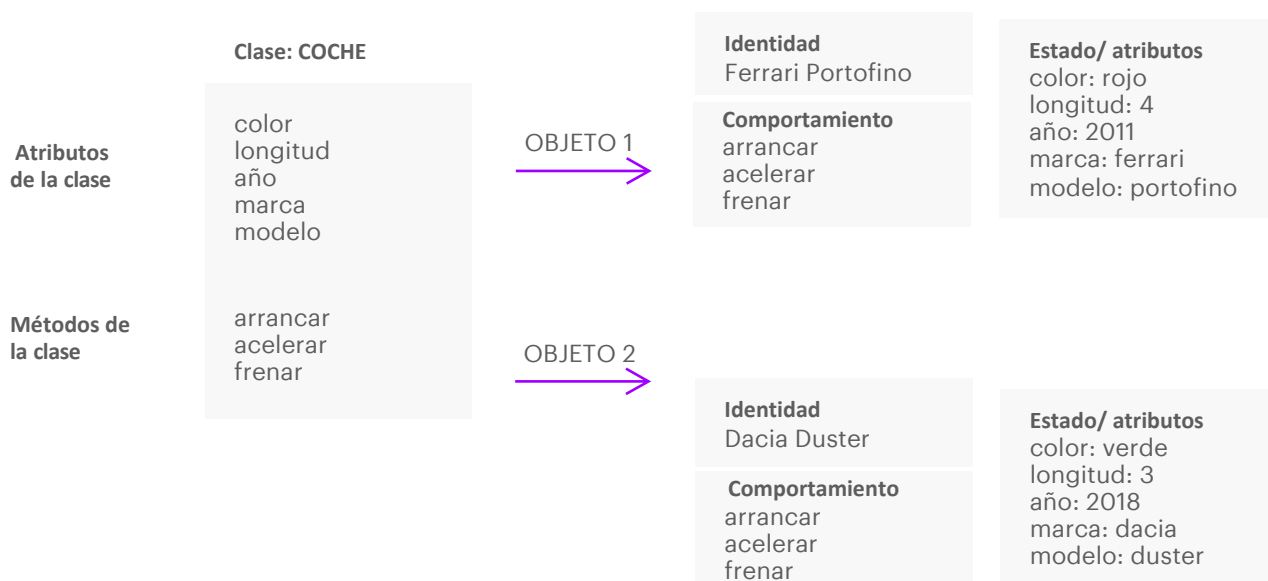 Clase: COCHE
Atributos
de la clase
color
longitud
año
marca
modelo
Métodos de
la clase
arrancar
acelerar
frenar
OBJETO 1
Identidad
Ferrari Portofino
Comportamiento
arrancar
acelerar
frenar
Estado/ atributos
color: rojo
longitud: 4
año: 2011
marca: ferrari
modelo: portofino
OBJETO 2
Identidad
Dacia Duster
Comportamiento
arrancar
acelerar
frenar
Estado/ atributos
color: verde
longitud: 3
año: 2018
marca: dacia
modelo: duster